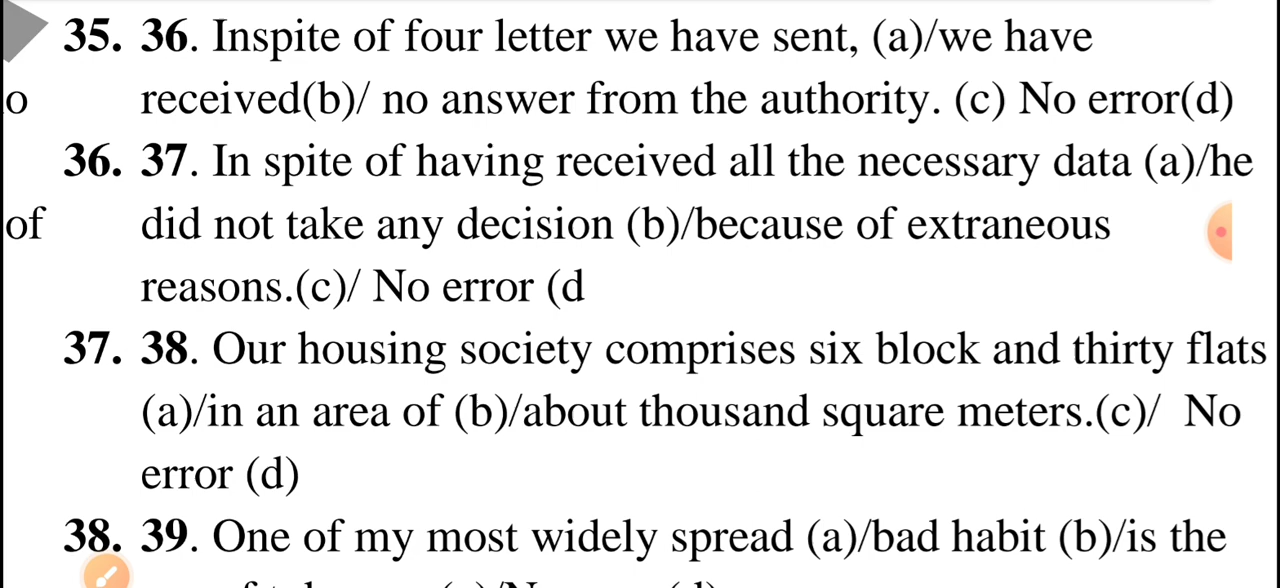 35. 36. Inspite of four letter we have sent, (a)/we have
o received(b)/ no answer from the authority. (c) No error(d)
36. 37. In spite of having received all the necessary data (a)/he
of did not take any decision (b)/because of extraneous
reasons.(c)/ No error (d
37. 38. Our housing society comprises six block and thirty flats
(a)/in an area of (b)/about thousand square meters.(c)/ No
error (d)
38. 39. One of my most widely spread (a)/bad habit (b)/is the